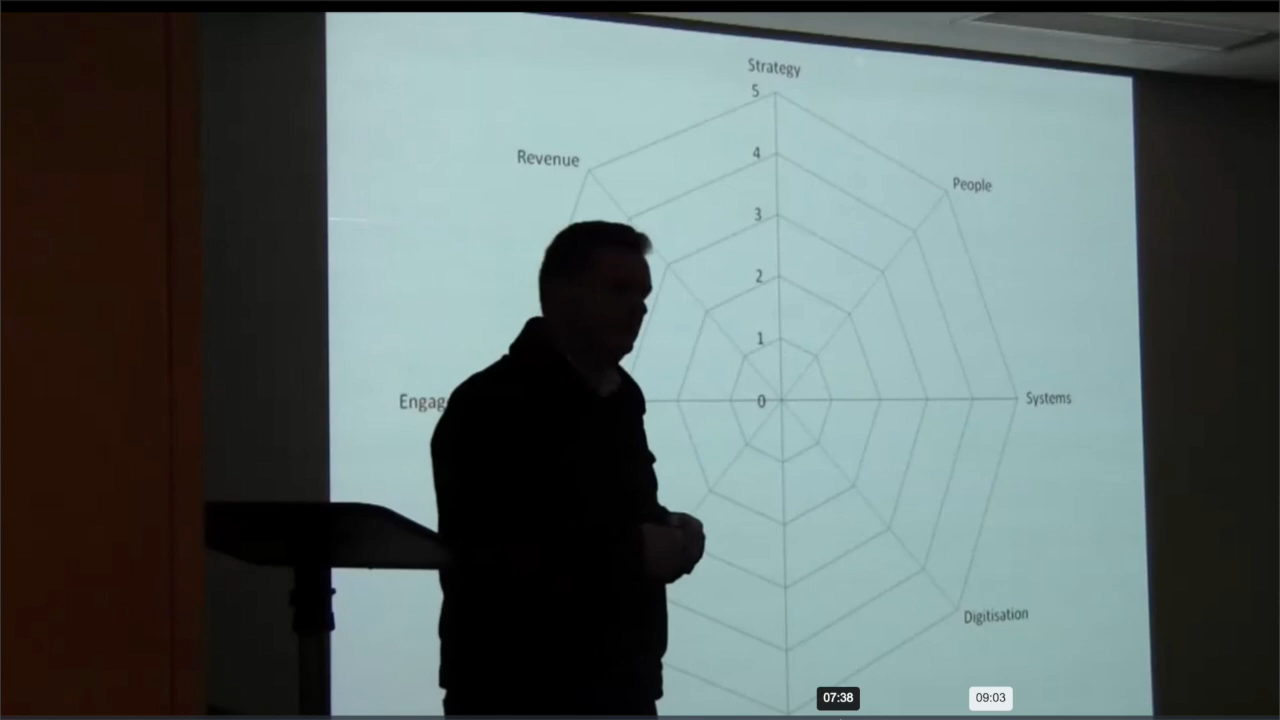 Strategy
5
Revenue
4
People
3
2
1
Engag
0
Systems
Digitisation
07:38
09:03